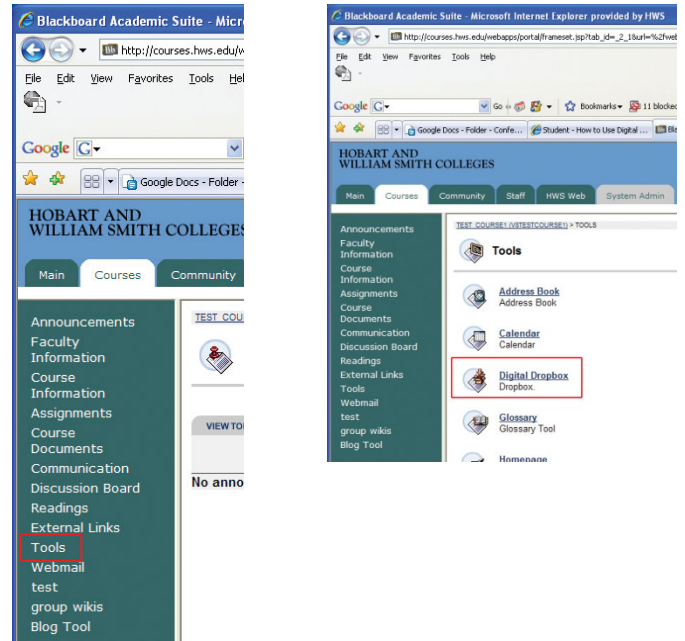 Blackboard Academic Suite - Micr
http://courses.hws.edu/w
File Edit View Favorites Tools Hel
Google
Google Docs - Folder -
HOBART AND
WILLIAM SMITH COLLEGES
Main Courses Community
Announcements
Faculty
Information
Course
Information
Assignments
Course
Documents
Communication
Discussion Board
Readings
External Links
Tools
Webmail
test
group wikis
Blog Tool
TEST COU
VIEW TO
No anno
Blackboard Academic Suite - Microsoft Internet Explorer provided by HWS
http://courses.hws.edu/webapps/portal/frameset.jsp?tab_id=_2_1&url=%2fwet
File Edit View Favorites Tools Help
Google Go Bookmarks 11 blocked
Google Docs - Folder - Confe... Student - How to Use Digital ... Bla
HOBART AND
WILLIAM SMITH COLLEGES
Main Courses Community Staff HWS Web System Admin
Announcements
Faculty
Information
Course
Information
Assignments
Course
Documents
Communication
Discussion Board
Readings
External Links
Tools
Webmail
test
group wikis
Blog Tool
TEST COURSE1 (VSTESTCOURSE1) > TOOLS
Tools
Address Book
Address Book
Calendar
Calendar
Digital Dropbox
Dropbox.
Glossary
Glossary Tool
Homepage